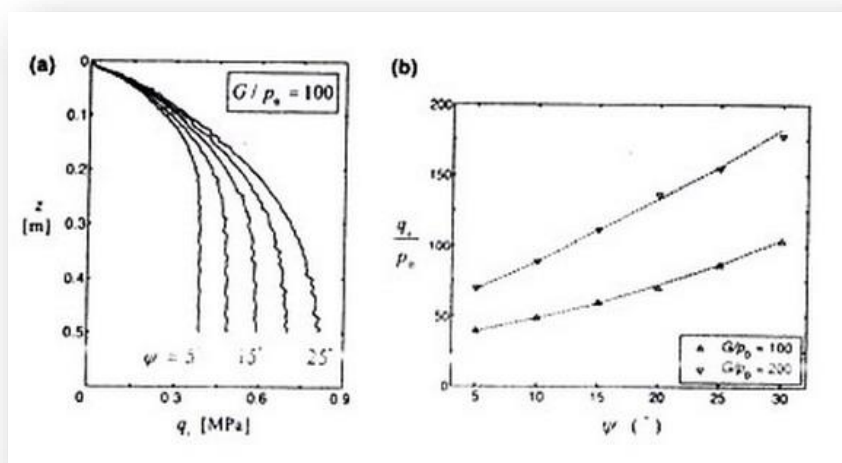 (a)
G / p₀ = 100
0
0.1
0.2
z
[m]
0.3
0.4
0.5
ψ = 5° 15° 25°
0 0.3 0.6 0.9
q꜀ [MPa]
(b)
200
150
q꜀
p₀
100
50
0
G/p₀ = 100
G/p₀ = 200
5 10 15 20 25 30
ψ (°)